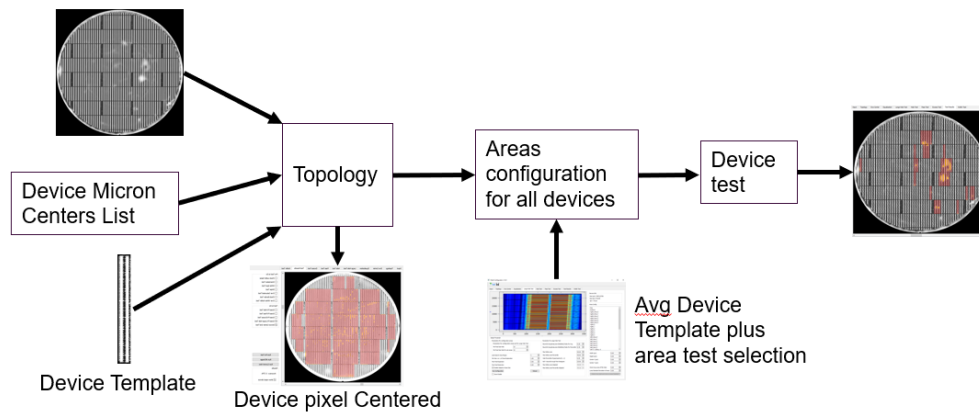 Device Micron
Centers List
Topology
Areas
configuration
for all devices
Device
test
Device Template
Device pixel Centered
Avg Device
Template plus
area test selection